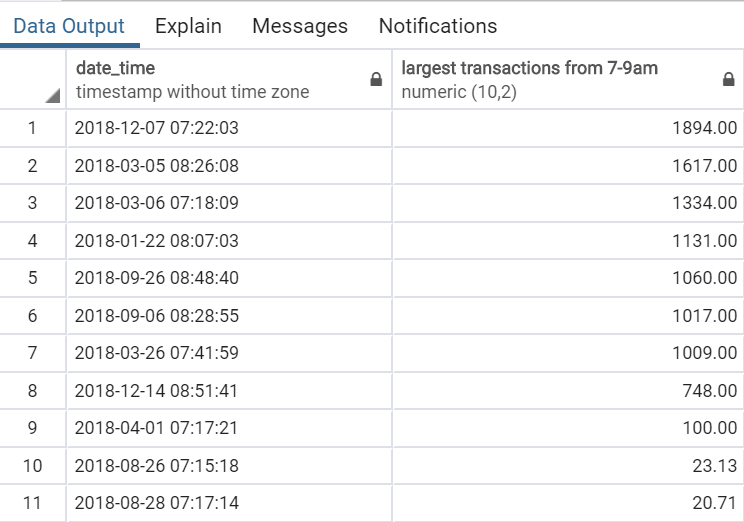 Data Output Explain Messages Notifications
date_time largest transactions from 7-9am
timestamp without time zone numeric (10,2)
1 2018-12-07 07:22:03 1894.00
2 2018-03-05 08:26:08 1617.00
3 2018-03-06 07:18:09 1334.00
4 2018-01-22 08:07:03 1131.00
5 2018-09-26 08:48:40 1060.00
6 2018-09-06 08:28:55 1017.00
7 2018-03-26 07:41:59 1009.00
8 2018-12-14 08:51:41 748.00
9 2018-04-01 07:17:21 100.00
10 2018-08-26 07:15:18 23.13
11 2018-08-28 07:17:14 20.71